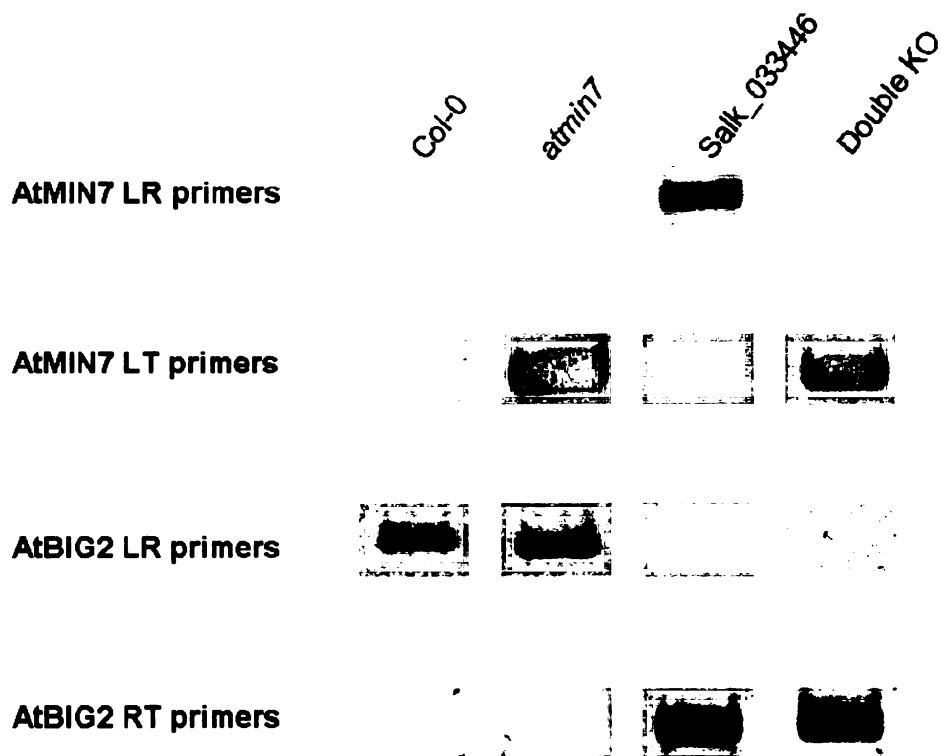 Col-0
atmin7
Salk_033446
Double KO
AtMIN7 LR primers
AtMIN7 LT primers
AtBIG2 LR primers
AtBIG2 RT primers